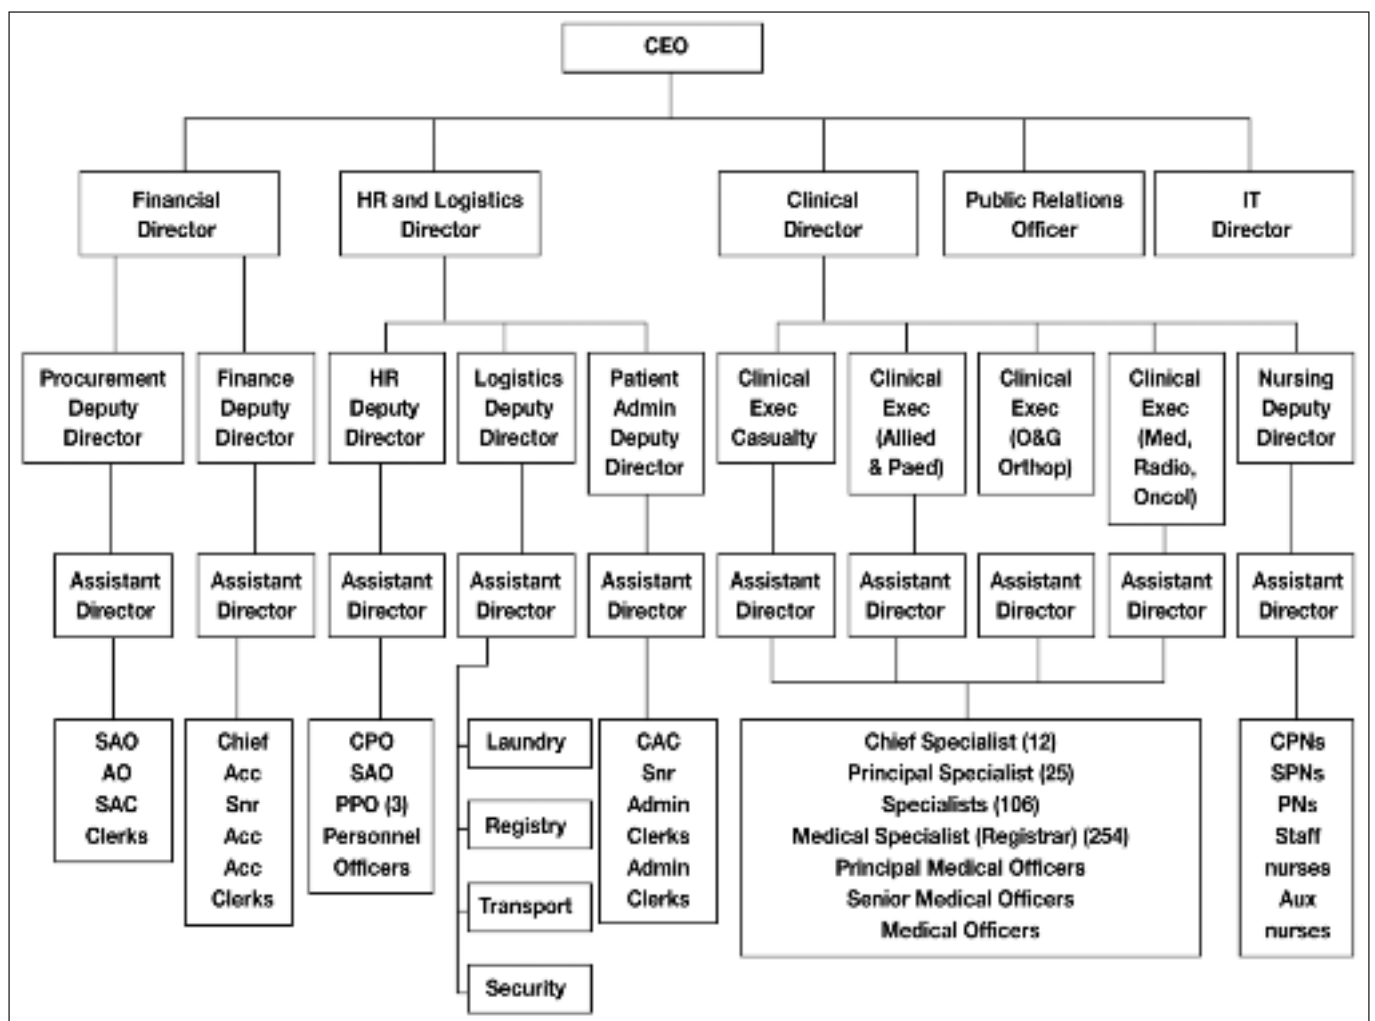 CEO
Financial
Director
HR and Logistics
Director
Clinical
Director
Public Relations
Officer
IT
Director
Procurement
Deputy
Director
Finance
Deputy
Director
HR
Deputy
Director
Logistics
Deputy
Director
Patient
Admin
Deputy
Director
Clinical
Exec
Casualty
Clinical
Exec
(Allied
& Paed)
Clinical
Exec
(O&G
Orthop)
Clinical
Exec
(Med,
Radio,
Oncol)
Nursing
Deputy
Director
Assistant
Director
Assistant
Director
Assistant
Director
Assistant
Director
Assistant
Director
Assistant
Director
Assistant
Director
Assistant
Director
Assistant
Director
Assistant
Director
SAO
AO
SAC
Clerks
Chief
Acc
Snr
Acc
Acc
Clerks
CPO
SAO
PPO (3)
Personnel
Officers
Laundry
Registry
Transport
Security
CAC
Snr
Admin
Clerks
Admin
Clerks
Chief Specialist (12)
Principal Specialist (25)
Specialists (106)
Medical Specialist (Registrar) (254)
Principal Medical Officers
Senior Medical Officers
Medical Officers
CPNs
SPNs
PNs
Staff
nurses
Aux
nurses